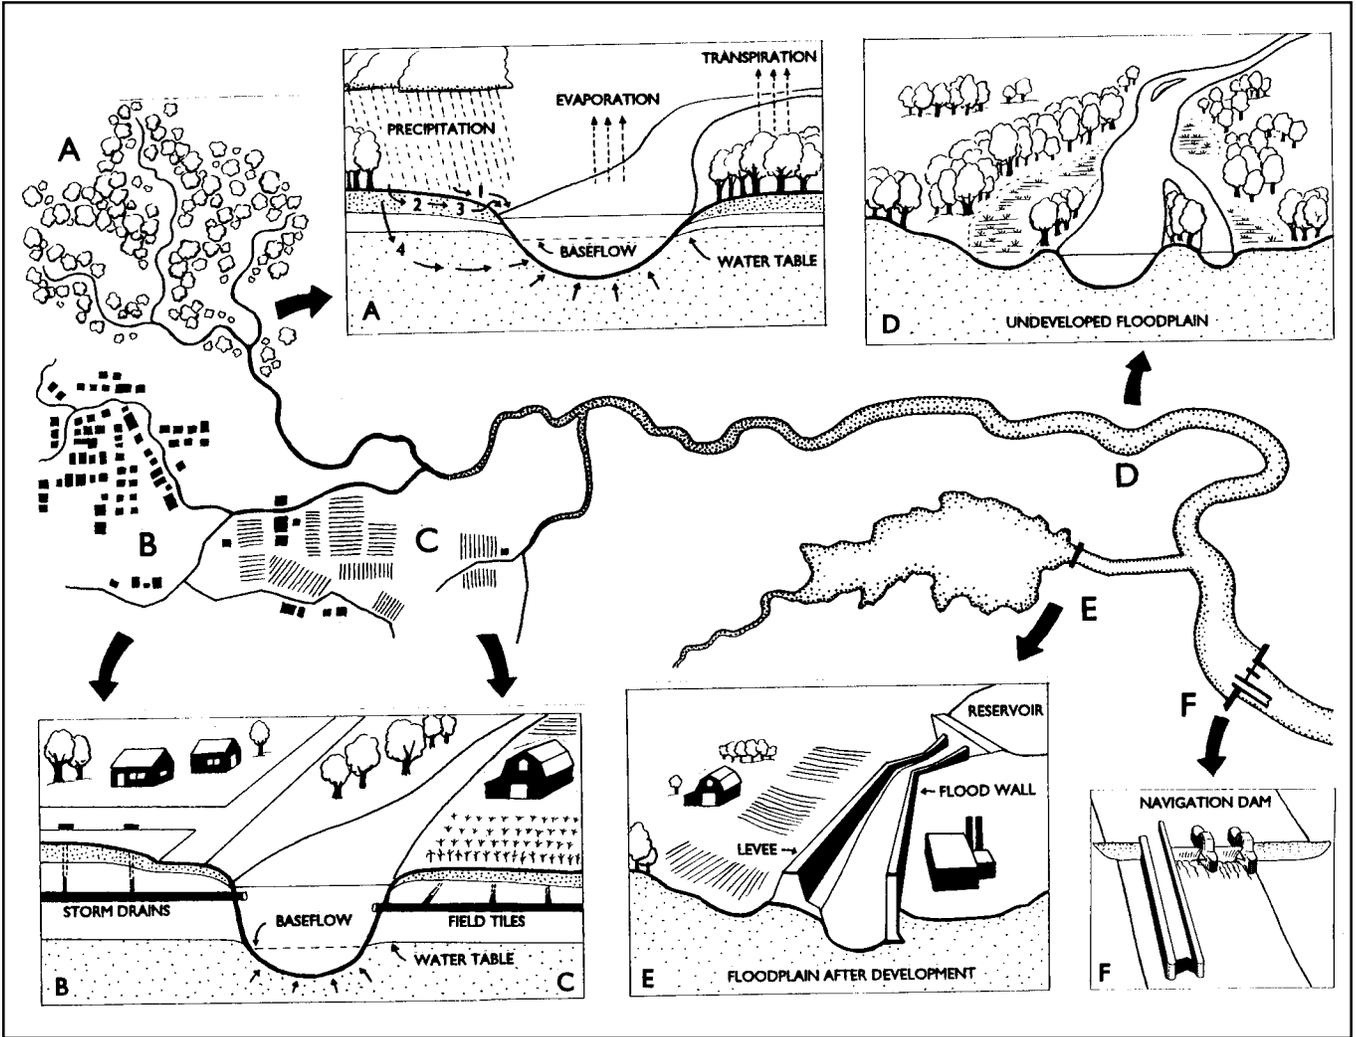 A
PRECIPITATION
EVAPORATION
TRANSPIRATION
1
2
3
4
BASEFLOW
WATER TABLE
A
D
UNDEVELOPED FLOODPLAIN
B
C
D
E
F
STORM DRAINS
BASEFLOW
FIELD TILES
WATER TABLE
B
C
RESERVOIR
FLOOD WALL
LEVEE
E
FLOODPLAIN AFTER DEVELOPMENT
NAVIGATION DAM
F